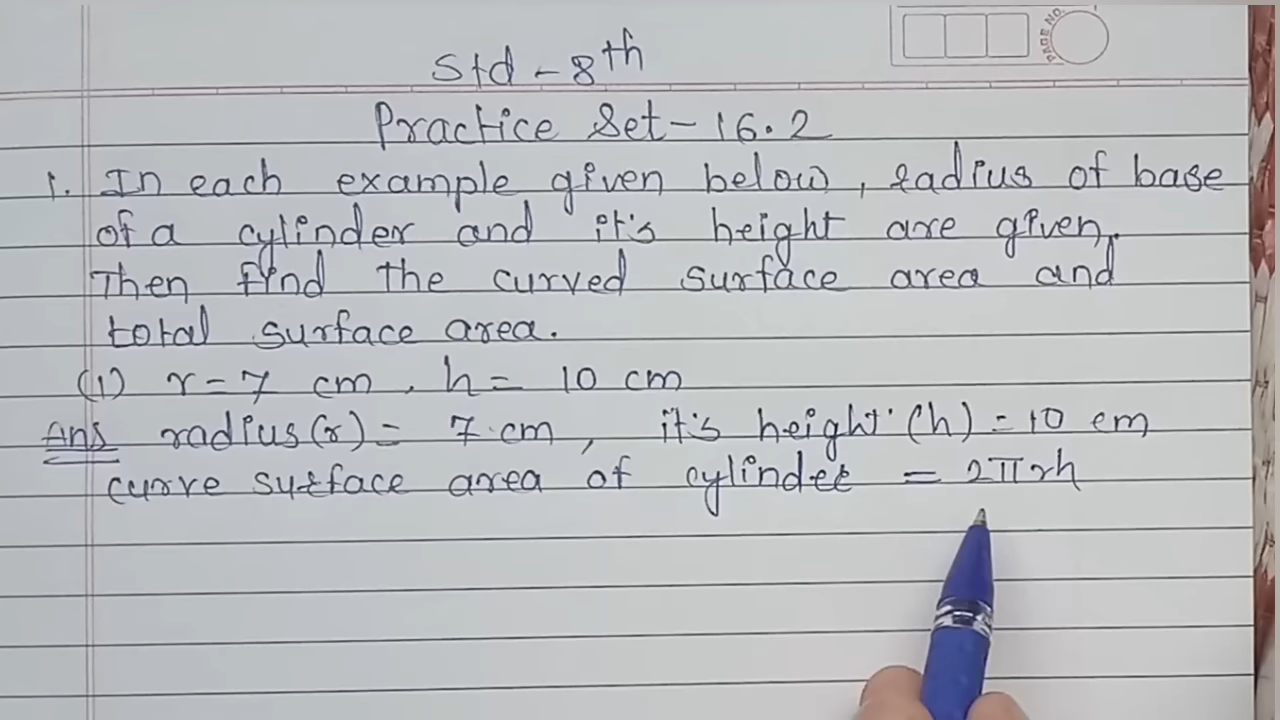 PAGE NO.
Std - 8th
Practice Set - 16.2
1. In each example given below, radius of base
of a cylinder and it's height are given.
Then find the curved surface area and
total surface area.
(1) r = 7 cm, h = 10 cm
Ans radius(r) = 7 cm, it's height (h) = 10 cm
curve surface area of cylinder = 2πrh